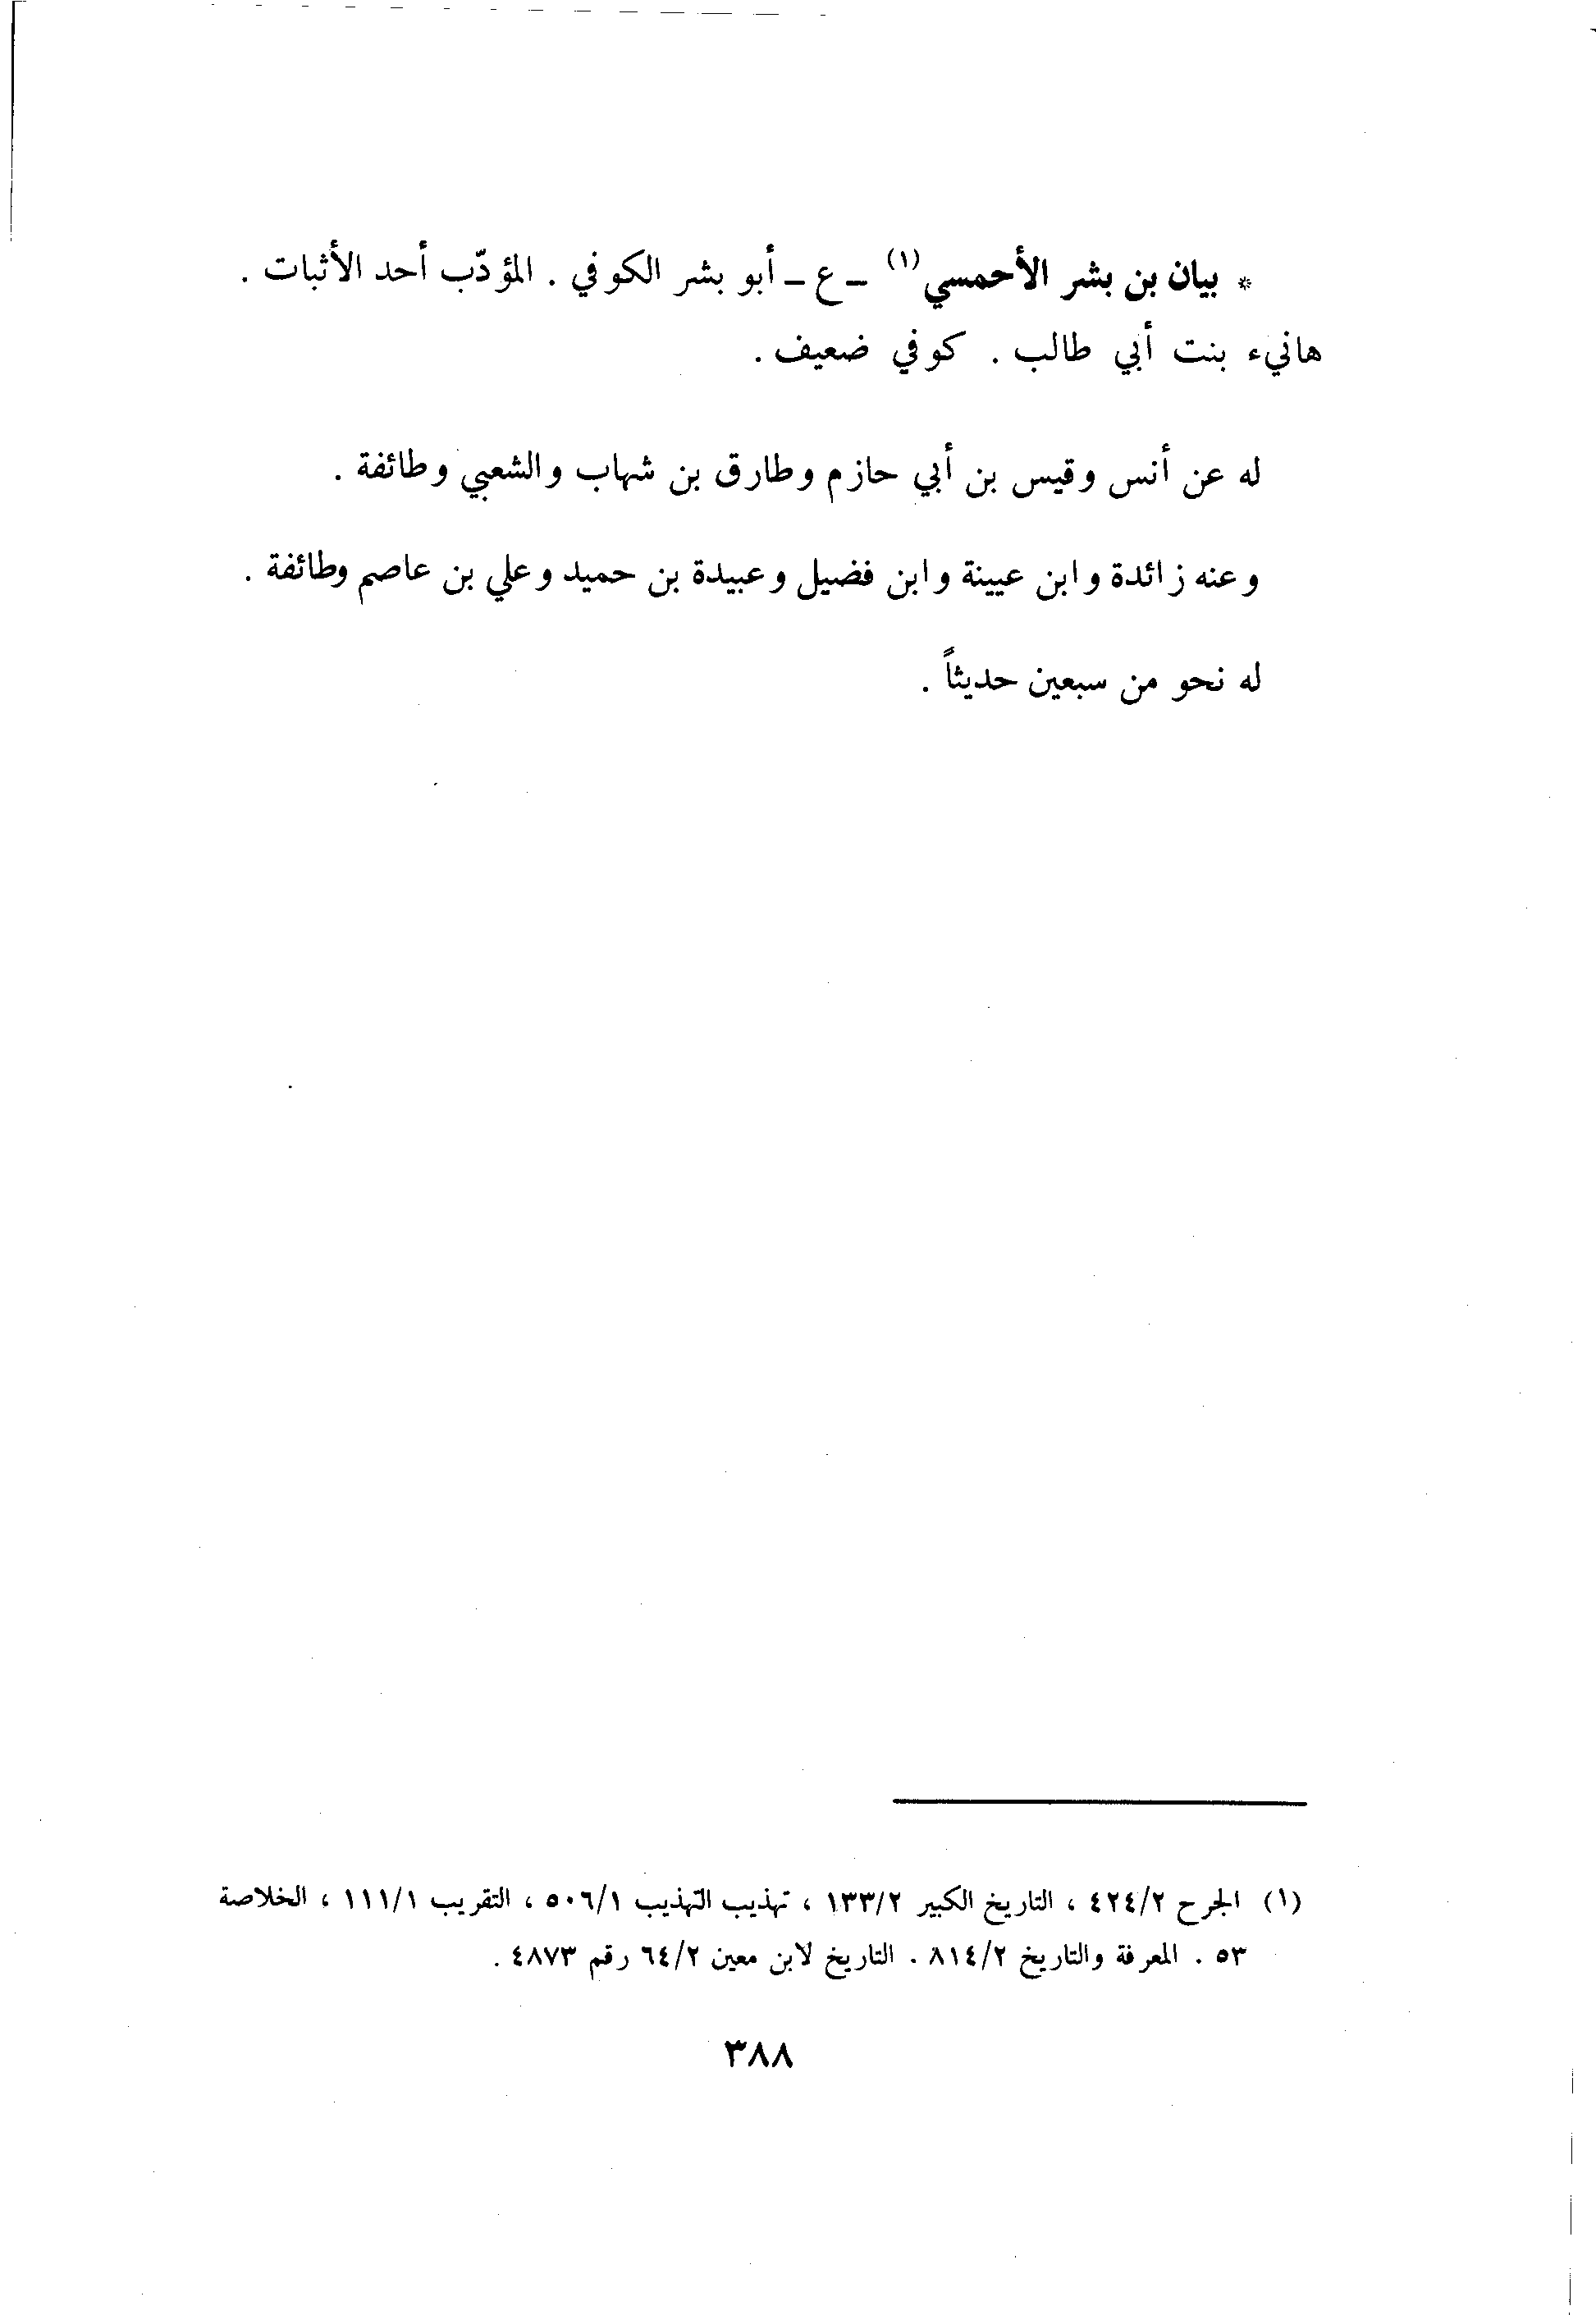 * بيان بن بشر الأحمسي (١) – ع – أبو بشر الكوفي . المؤدّب أحد الأثبات .
هانيء بنت أبي طالب . كوفي ضعيف .
له عن أنس وقيس بن أبي حازم وطارق بن شهاب والشعبي وطائفة .
وعنه زائدة وابن عيينة وابن فضيل وعبيدة بن حميد وعلي بن عاصم وطائفة .
له نحو من سبعين حديثاً .
(١) الجرح ٤٢٤/٢ ، التاريخ الكبير ١٣٣/٢ ، تهذيب التهذيب ٥٠٦/١ ، التقريب ١١١/١ ، الخلاصة
٥٣ . المعرفة والتاريخ ٨١٤/٢ . التاريخ لابن معين ٦٤/٢ رقم ٤٨٧٣ .
٣٨٨